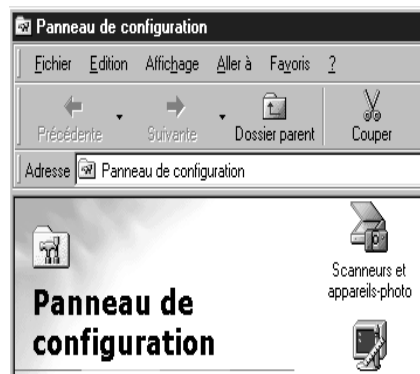 Panneau de configuration
Fichier Edition Affichage Aller à Favoris ?
Précédente Suivante Dossier parent Couper
Adresse Panneau de configuration
Panneau de
configuration
Scanneurs et
appareils-photo